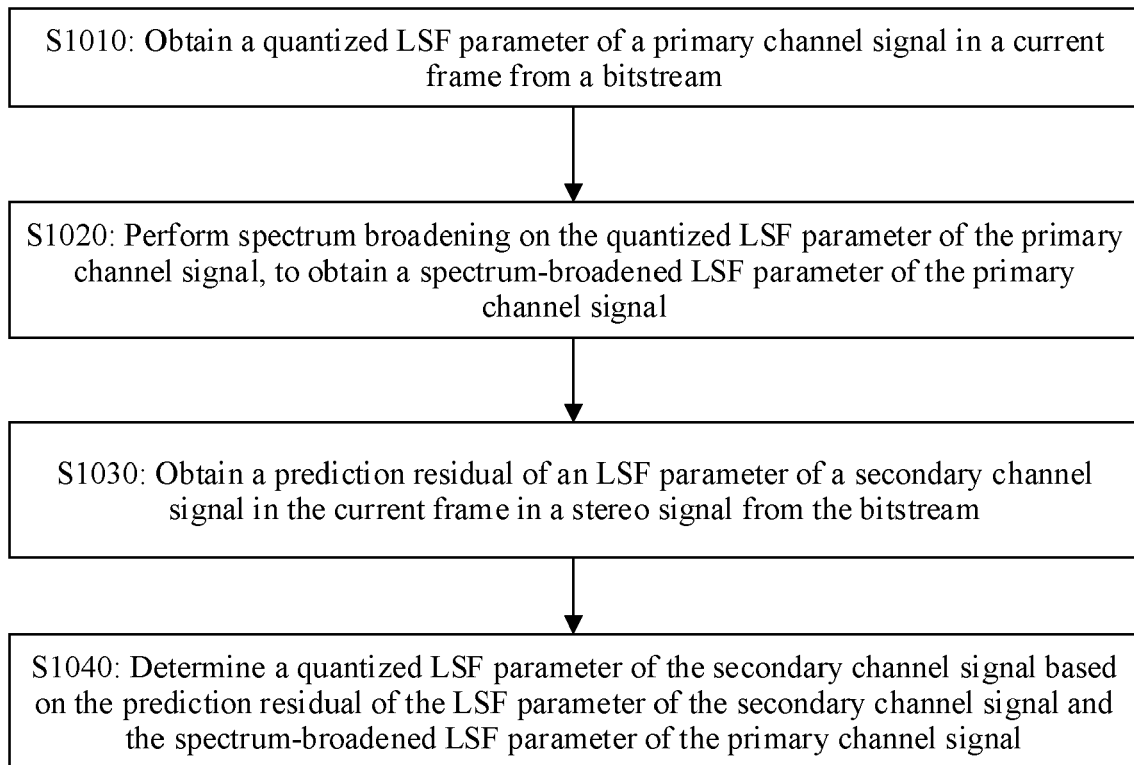 S1010: Obtain a quantized LSF parameter of a primary channel signal in a current
frame from a bitstream
S1020: Perform spectrum broadening on the quantized LSF parameter of the primary
channel signal, to obtain a spectrum-broadened LSF parameter of the primary
channel signal
S1030: Obtain a prediction residual of an LSF parameter of a secondary channel
signal in the current frame in a stereo signal from the bitstream
S1040: Determine a quantized LSF parameter of the secondary channel signal based
on the prediction residual of the LSF parameter of the secondary channel signal and
the spectrum-broadened LSF parameter of the primary channel signal